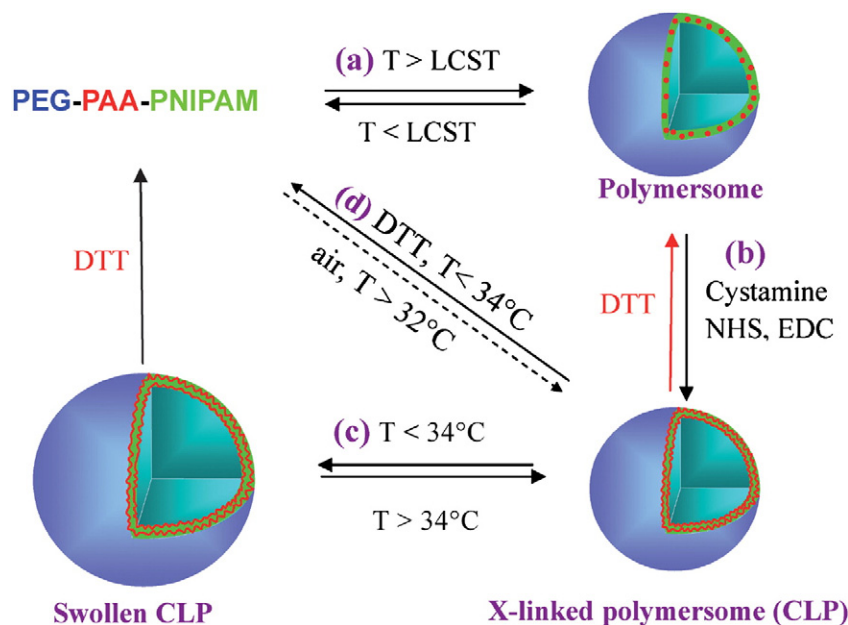 (a) T > LCST
PEG-PAA-PNIPAM
T < LCST
Polymersome
(d) DTT, T< 34°C
air, T > 32°C
DTT
(b)
Cystamine
NHS, EDC
DTT
(c) T < 34°C
T > 34°C
Swollen CLP
X-linked polymersome (CLP)